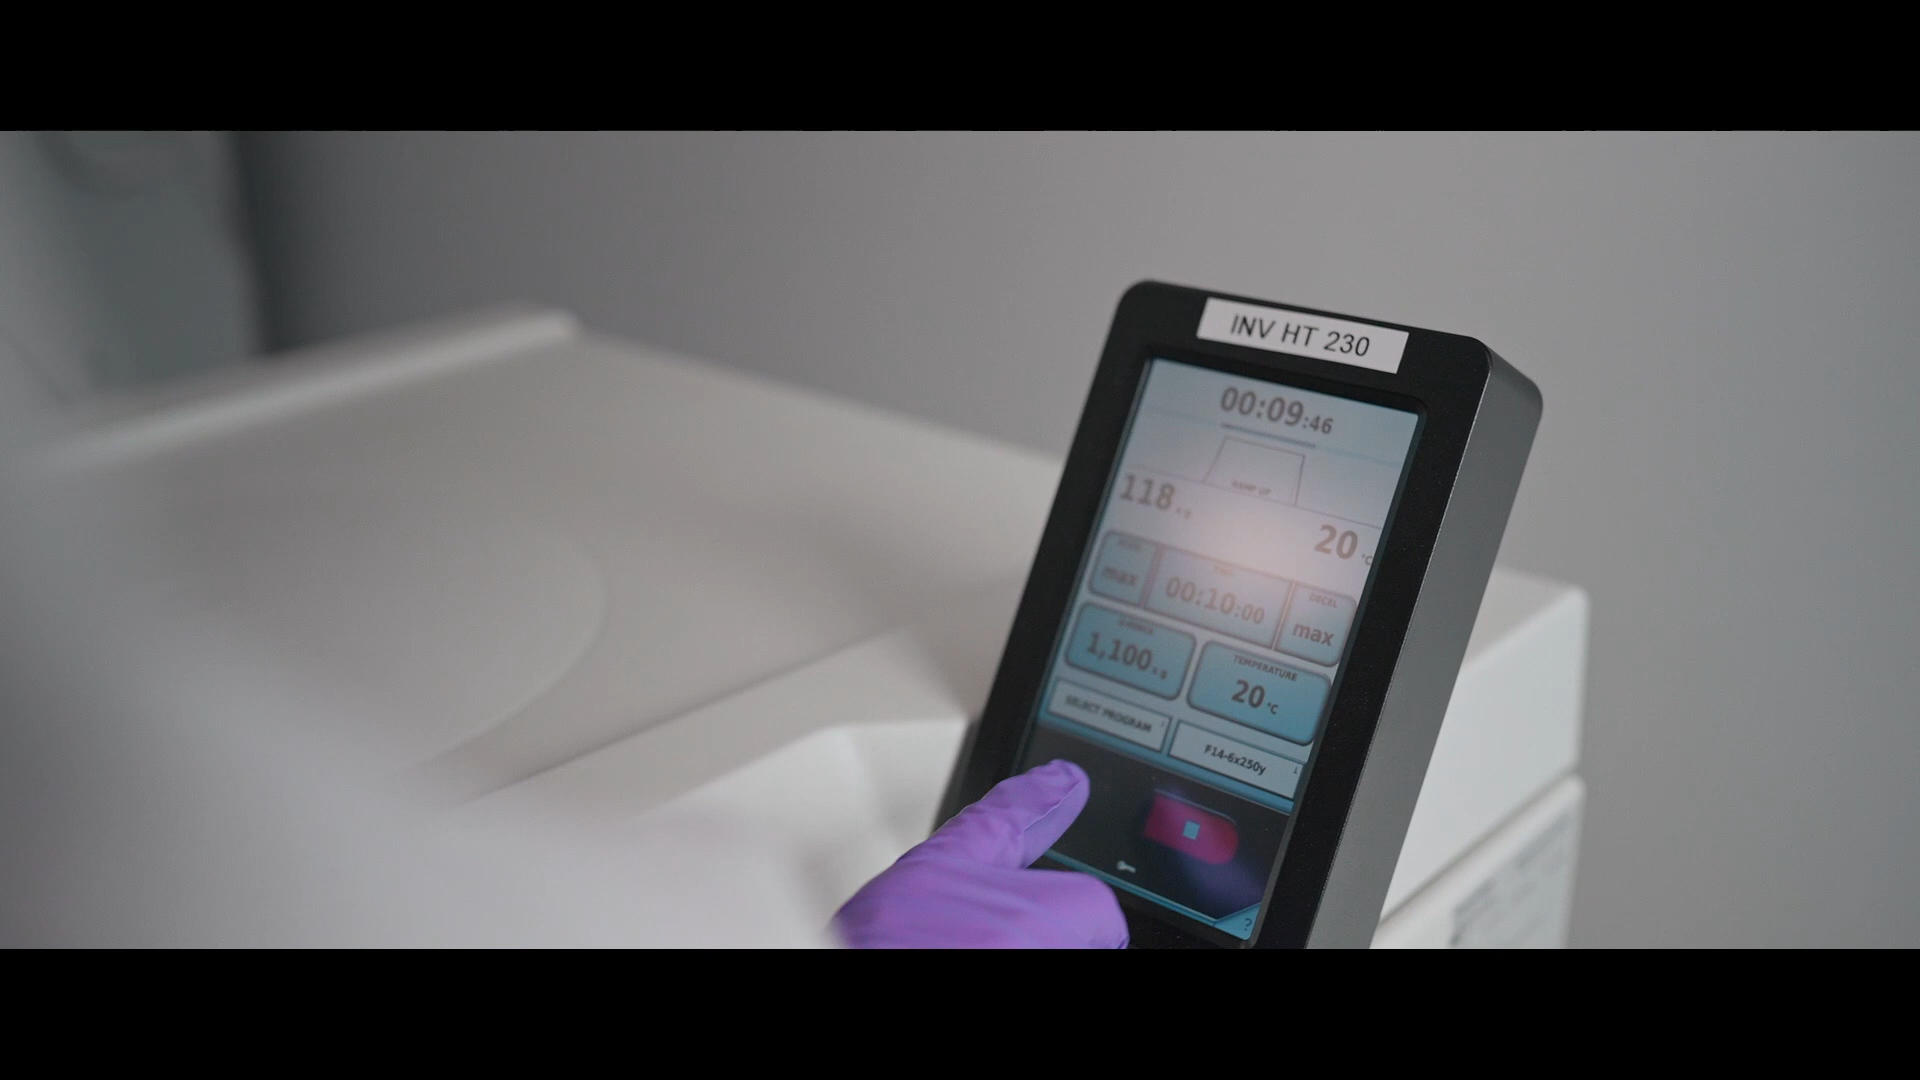 INV HT 230
00:09:46
RAMP UP
118 x g
20 °C
max
00:10:00
DECEL
max
1,100 x g
TEMPERATURE
20 °C
SELECT PROGRAM
F14-6x250y
?